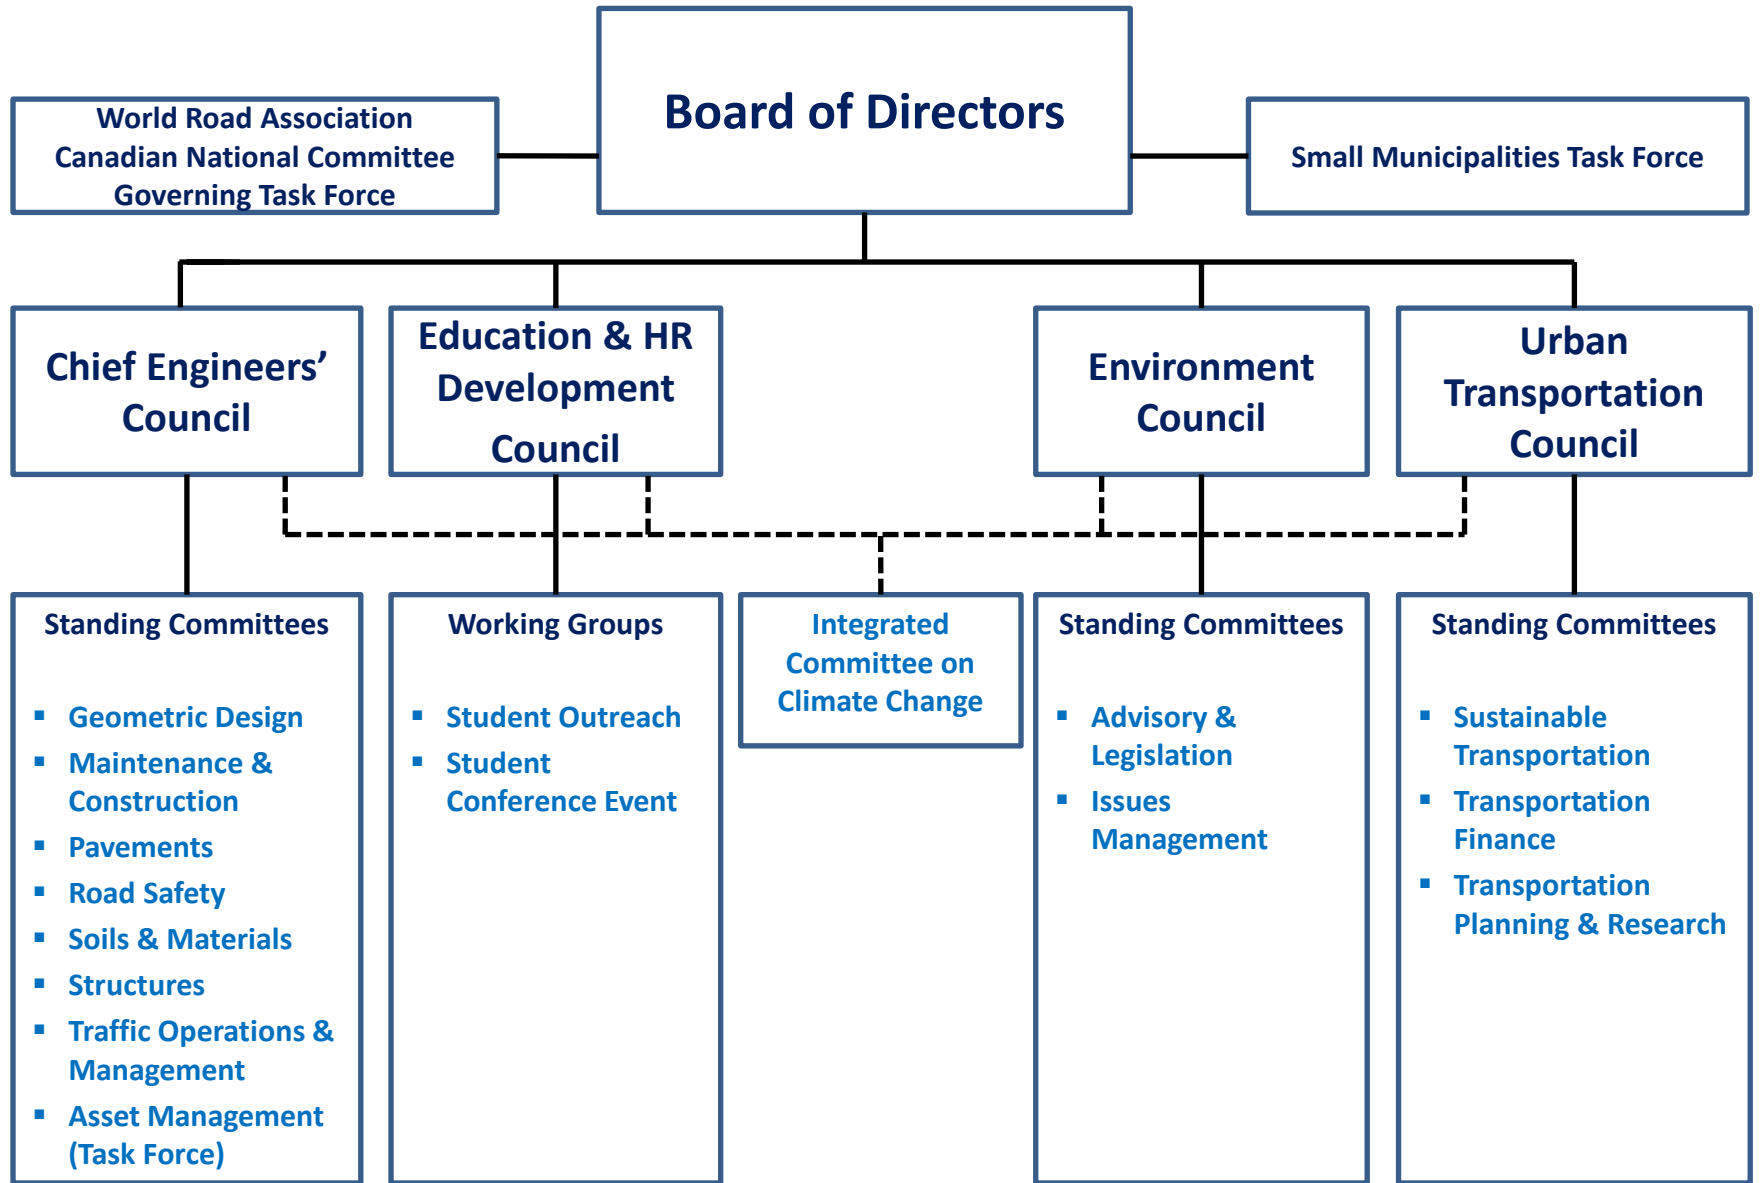 Board of Directors
World Road Association
Canadian National Committee
Governing Task Force
Small Municipalities Task Force
Chief Engineers’
Council
Education & HR
Development
Council
Environment
Council
Urban
Transportation
Council
Standing Committees
▪ Geometric Design
▪ Maintenance &
Construction
▪ Pavements
▪ Road Safety
▪ Soils & Materials
▪ Structures
▪ Traffic Operations &
Management
▪ Asset Management
(Task Force)
Working Groups
▪ Student Outreach
▪ Student
Conference Event
Integrated
Committee on
Climate Change
Standing Committees
▪ Advisory &
Legislation
▪ Issues
Management
Standing Committees
▪ Sustainable
Transportation
▪ Transportation
Finance
▪ Transportation
Planning & Research